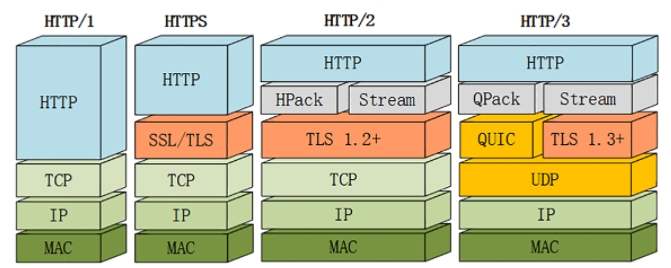 HTTP/1 HTTPS HTTP/2 HTTP/3
HTTP HTTP HTTP HTTP
HPack Stream QPack Stream
SSL/TLS TLS 1.2+ QUIC TLS 1.3+
TCP TCP TCP UDP
IP IP IP IP
MAC MAC MAC MAC